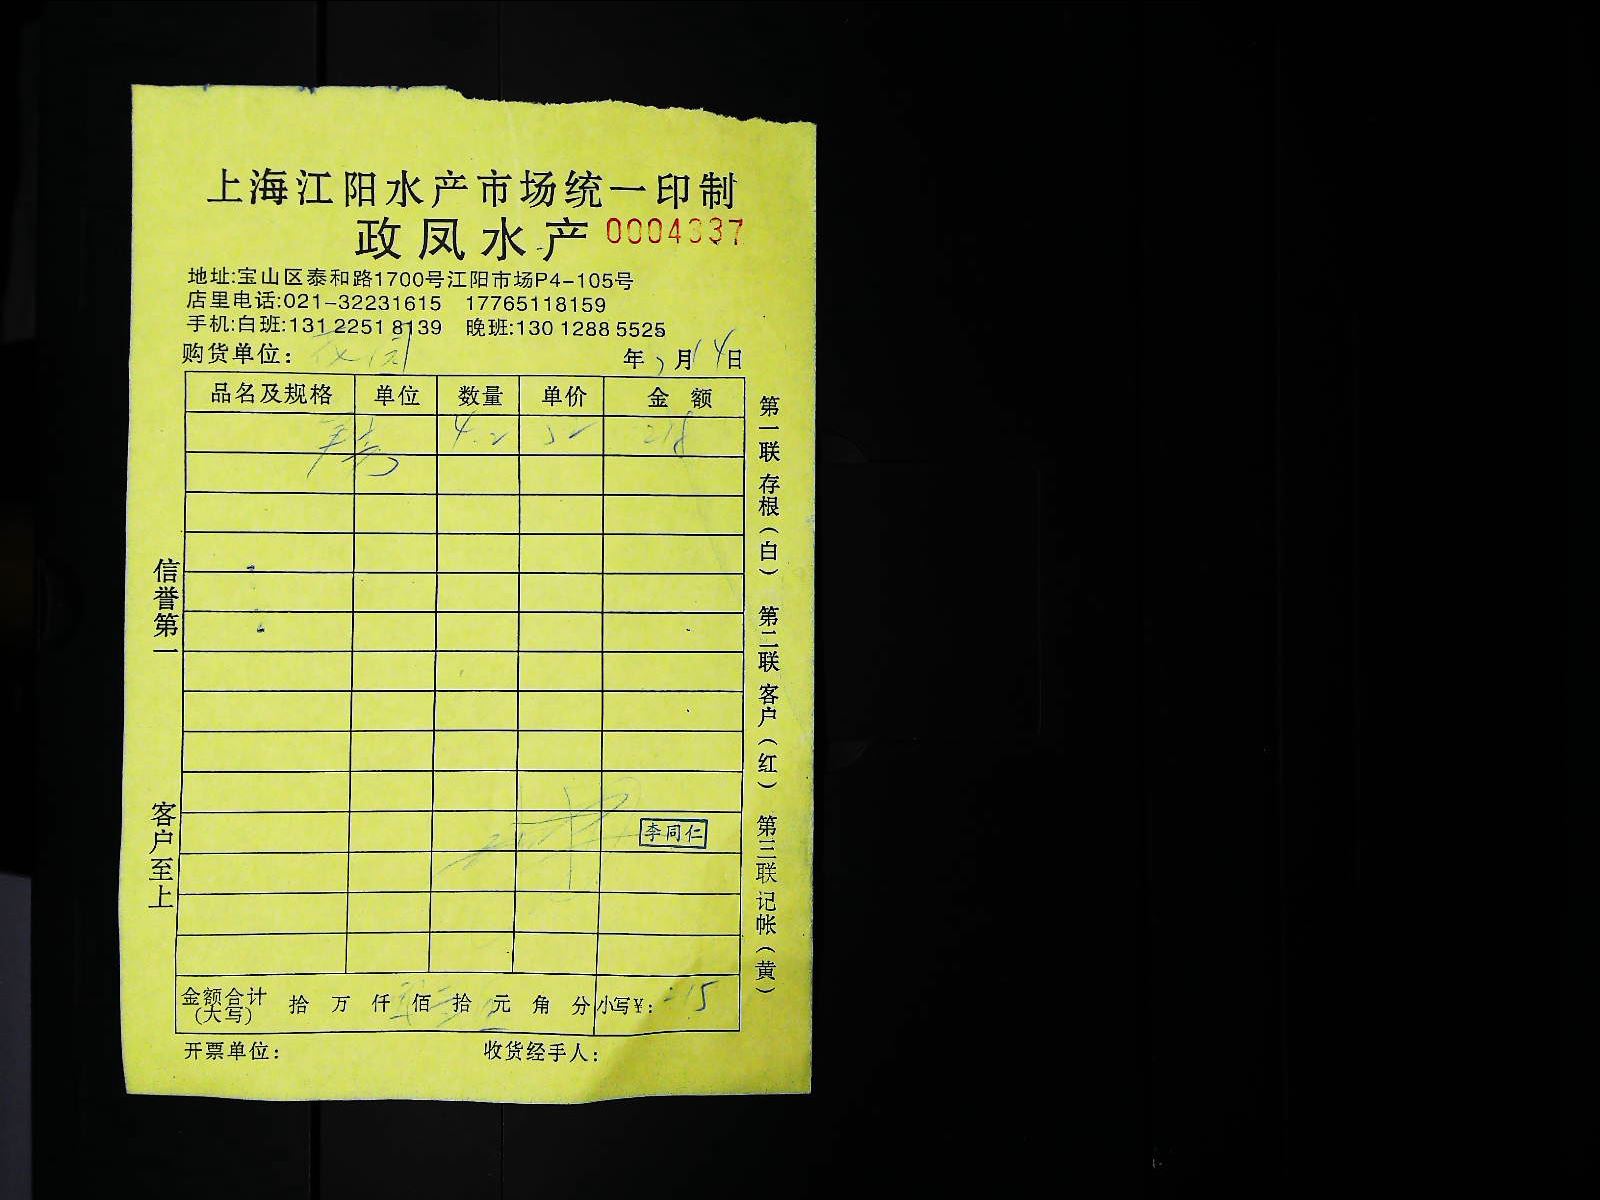 上海江阳水产市场统一印制
政凤水产 0004337
地址:宝山区泰和路1700号江阳市场P4-105号
店里电话:021-32231615 17765118159
手机:白班:131 2251 8139 晚班:130 1288 5525
购货单位: 年 月14日
品名及规格 单位 数量 单价 金额
4.2 52 218
李同仁
金额合计(大写) 拾 万 仟 佰 拾 元 角 分 小写¥: 215
开票单位: 收货经手人:
信誉第一 客户至上
第一联存根(白) 第二联客户(红) 第三联记帐(黄)